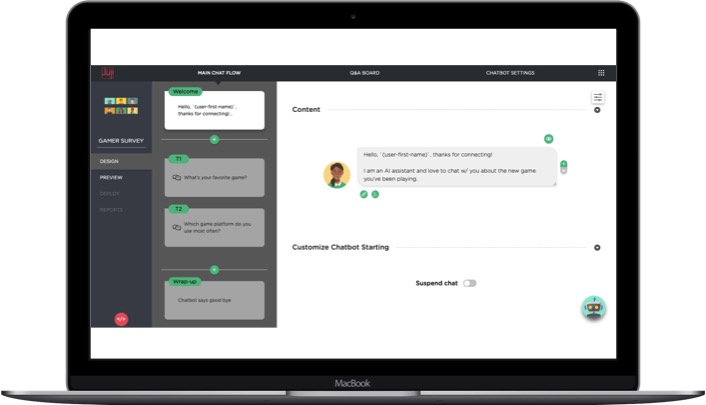 Juji
MAIN CHAT FLOW
Q&A BOARD
CHATBOT SETTINGS
GAMER SURVEY
DESIGN
PREVIEW
DEPLOY
REPORTS
</>
Welcome
Hello, `{user-first-name}`,
thanks for connecting!...
+
T1
What's your favorite game?
T2
Which game platform do you
use most often?
+
Wrap-up
Chatbot says good bye
Content
Hello, `{user-first-name}`, thanks for connecting!
I am an AI assistant and love to chat w/ you about the new game
you've been playing.
Customize Chatbot Starting
Suspend chat
MacBook